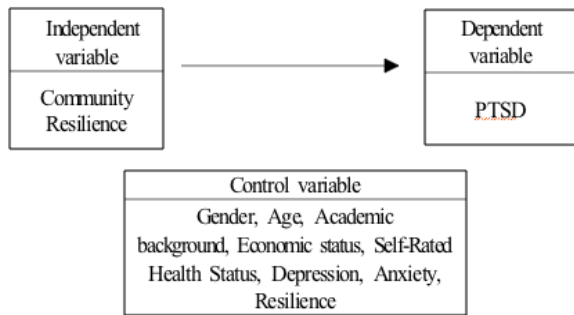 Independent
variable
Community
Resilience
Dependent
variable
PTSD
Control variable
Gender, Age, Academic
background, Economic status, Self-Rated
Health Status, Depression, Anxiety,
Resilience